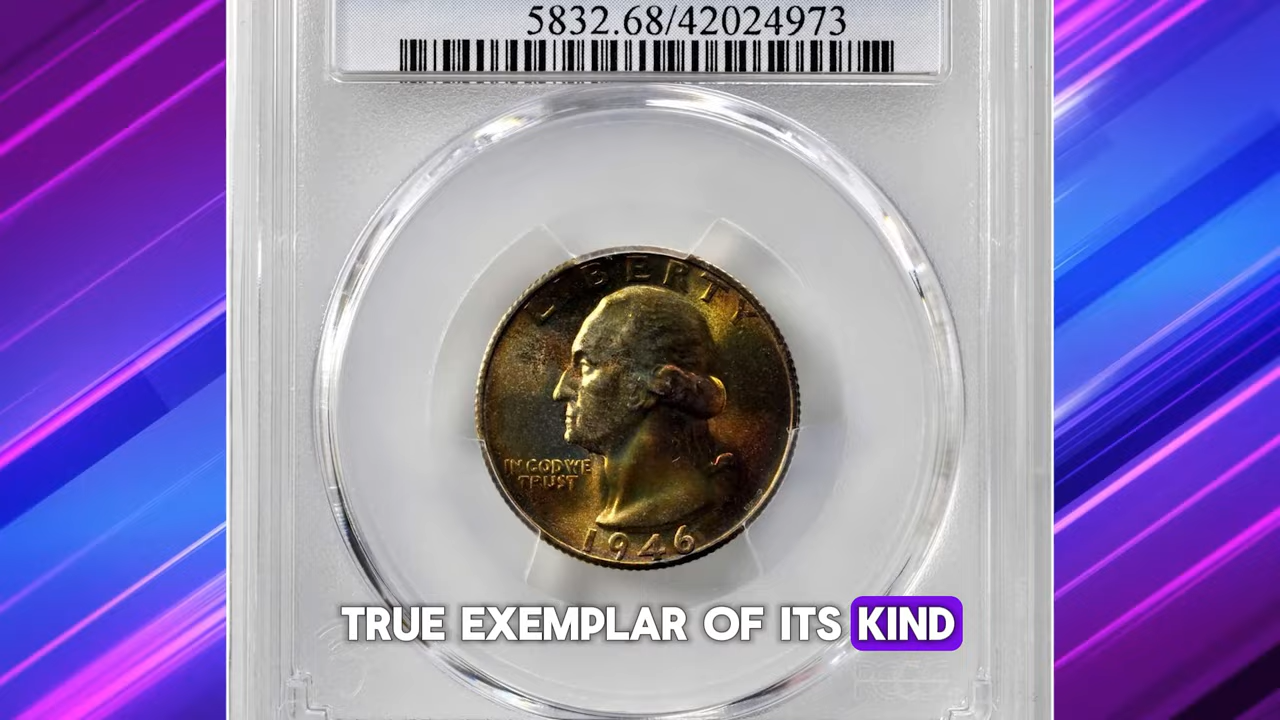 5832.68/42024973
LIBERTY
IN GOD WE
TRUST
1946
TRUE EXEMPLAR OF ITS KIND